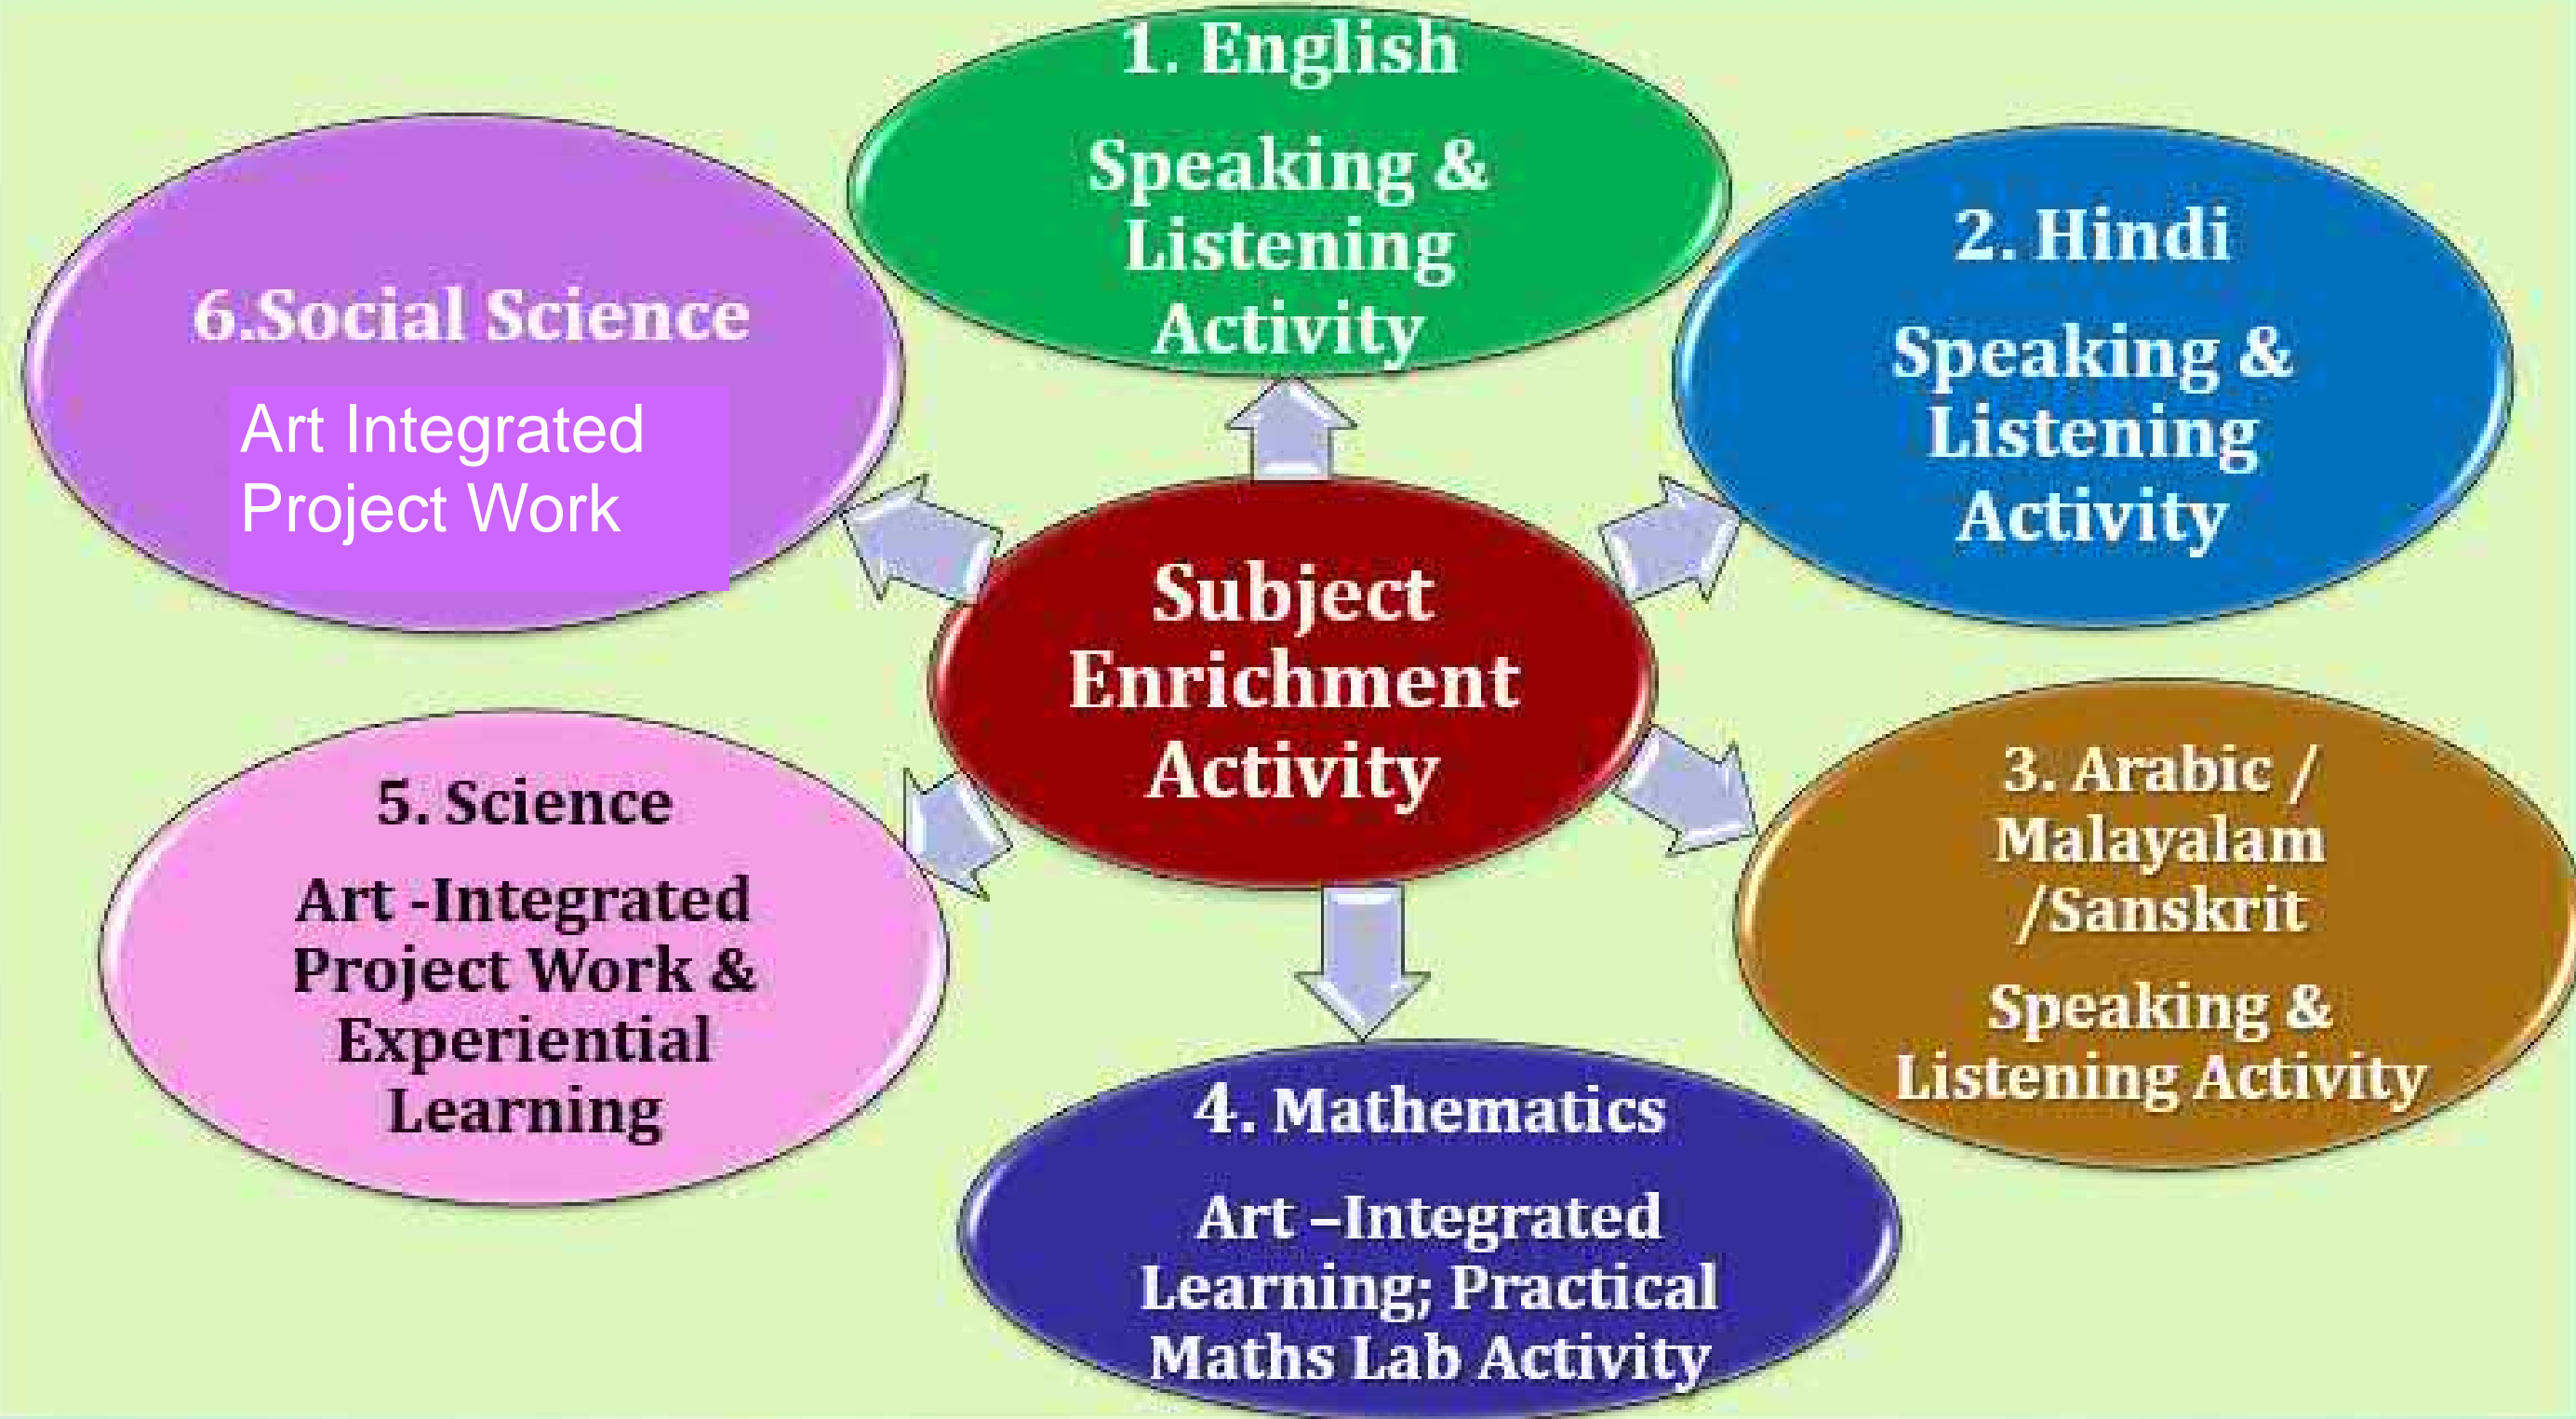 1. English
Speaking &
Listening
Activity
2. Hindi
Speaking &
Listening
Activity
3. Arabic /
Malayalam
/Sanskrit
Speaking &
Listening Activity
4. Mathematics
Art –Integrated
Learning; Practical
Maths Lab Activity
5. Science
Art -Integrated
Project Work &
Experiential
Learning
6.Social Science
Art Integrated
Project Work
Subject
Enrichment
Activity